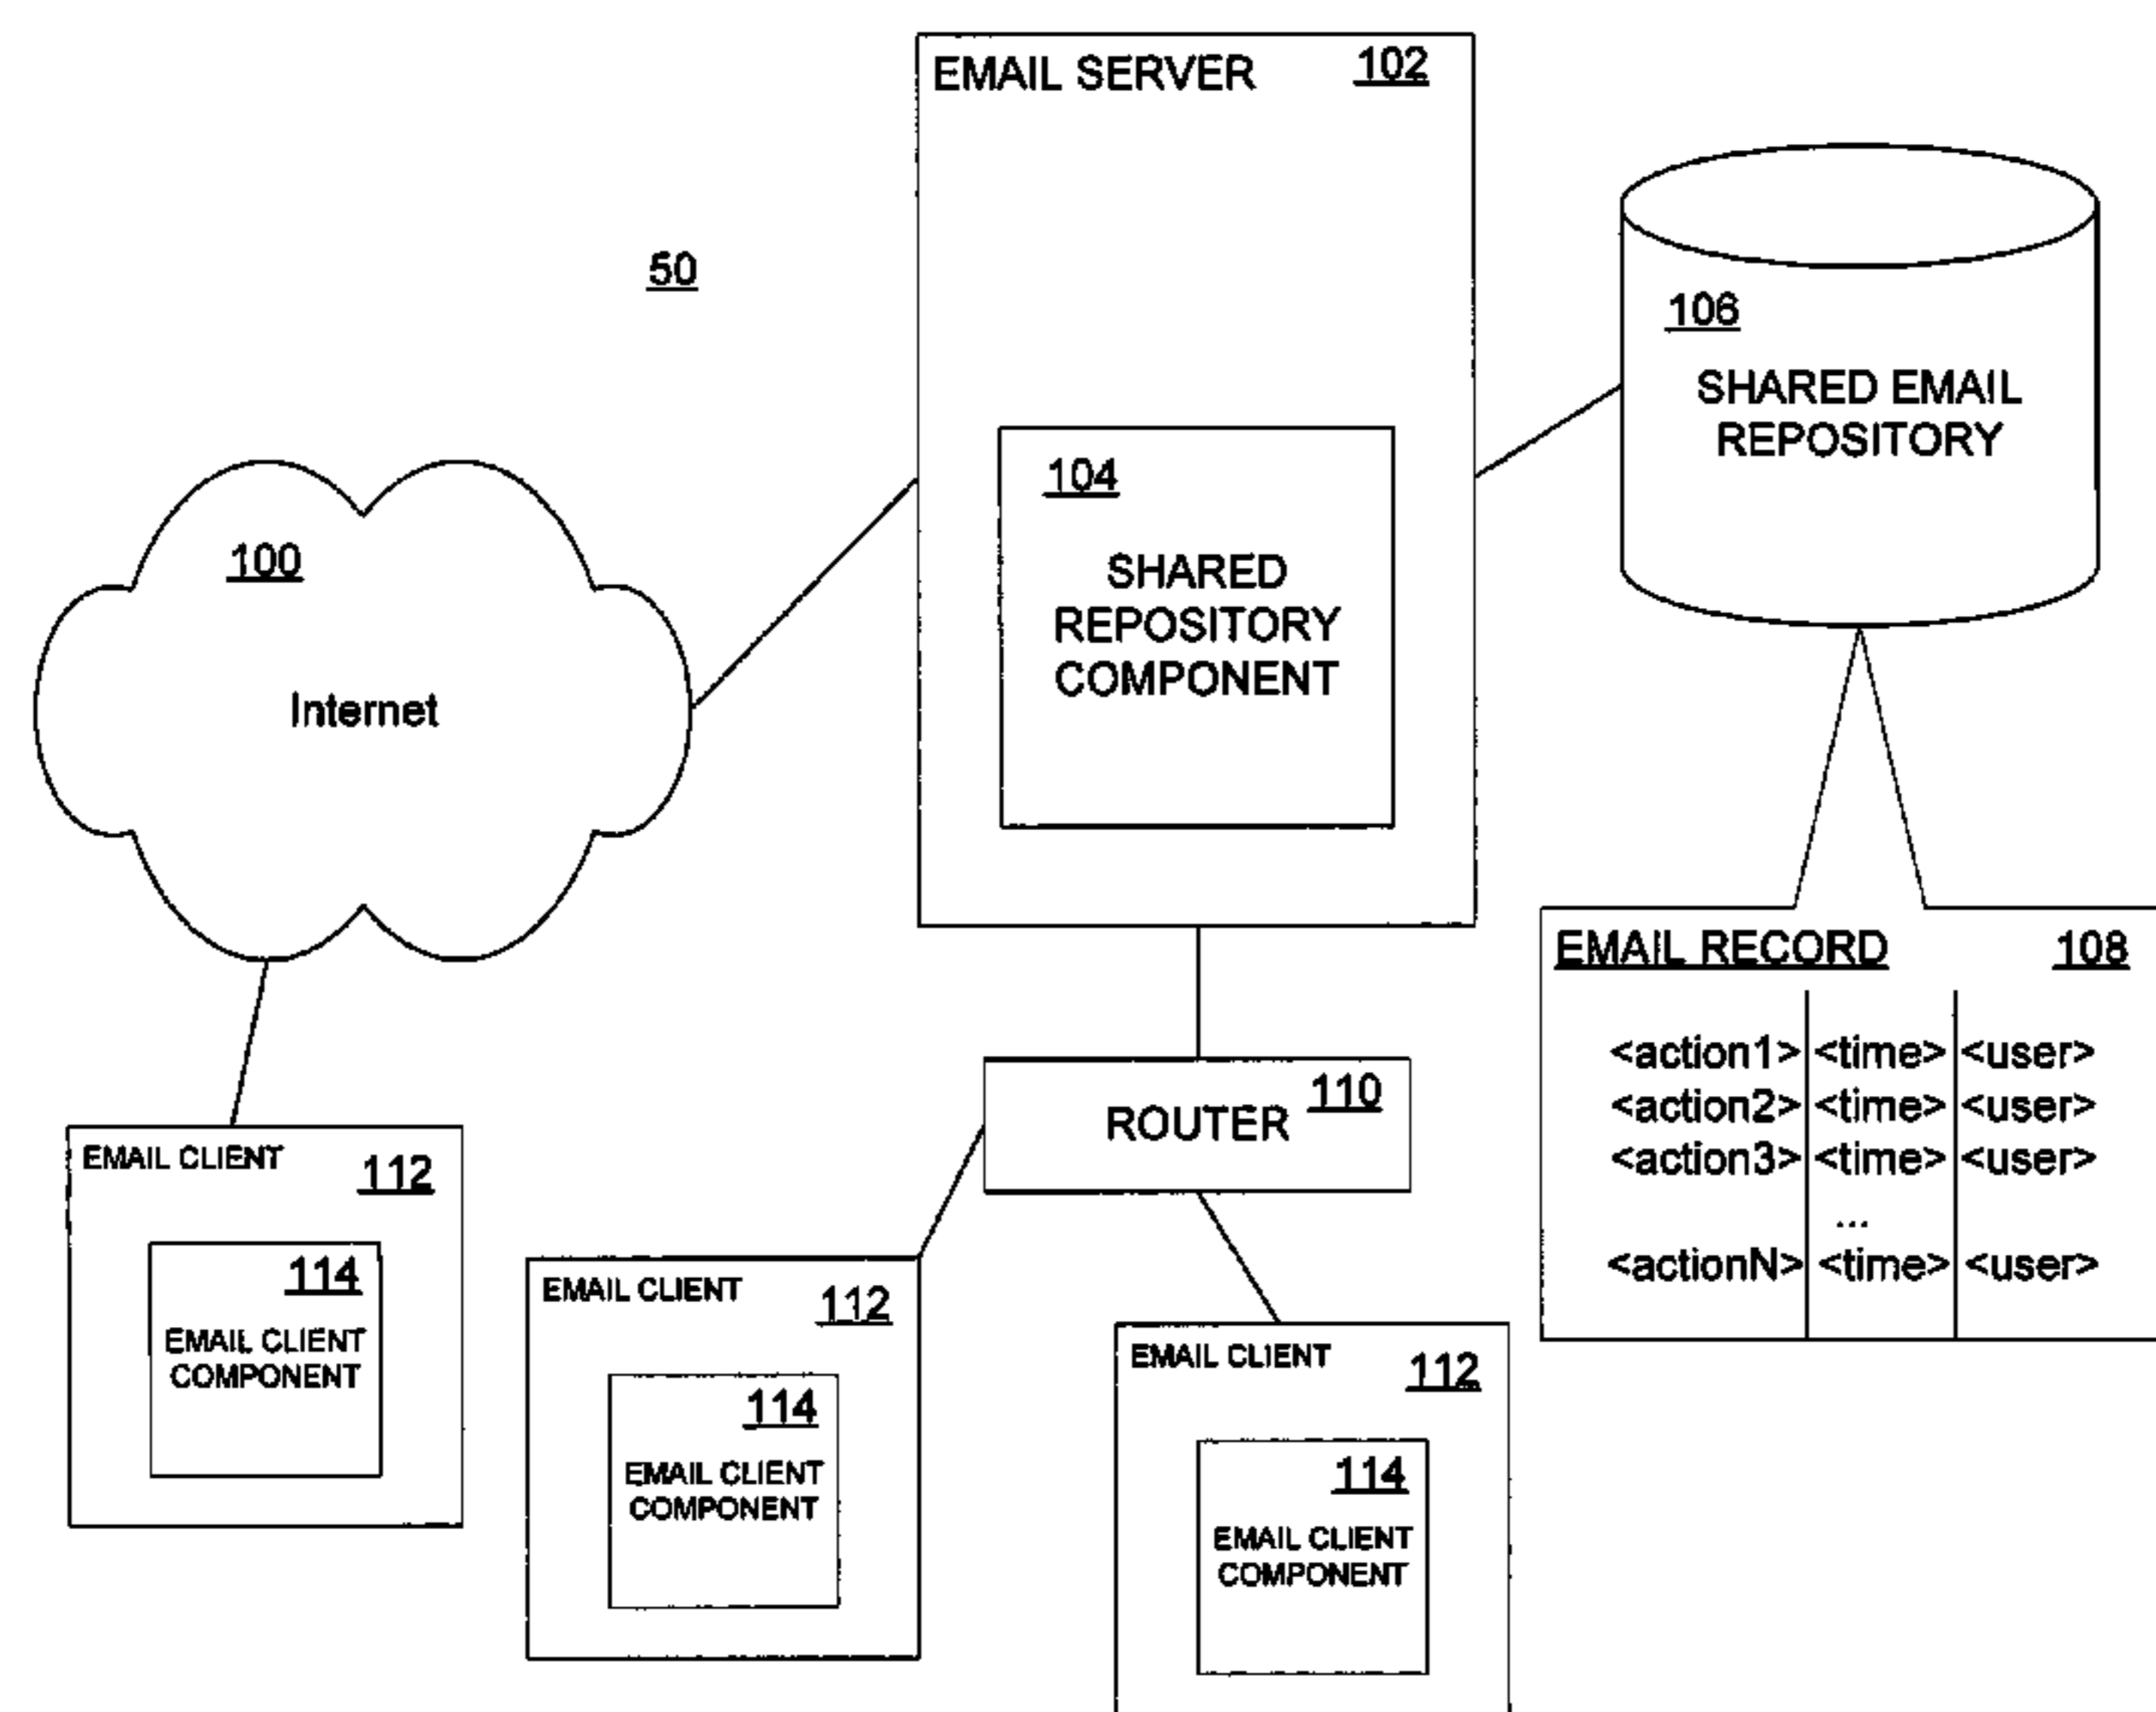 EMAIL SERVER 102
50
106
SHARED EMAIL
REPOSITORY
104
SHARED
REPOSITORY
COMPONENT
100
Internet
EMAIL RECORD 108
<action1> <time> <user>
<action2> <time> <user>
<action3> <time> <user>
...
<actionN> <time> <user>
110
ROUTER
EMAIL CLIENT 112
114
EMAIL CLIENT
COMPONENT
EMAIL CLIENT 112
114
EMAIL CLIENT
COMPONENT
EMAIL CLIENT 112
114
EMAIL CLIENT
COMPONENT